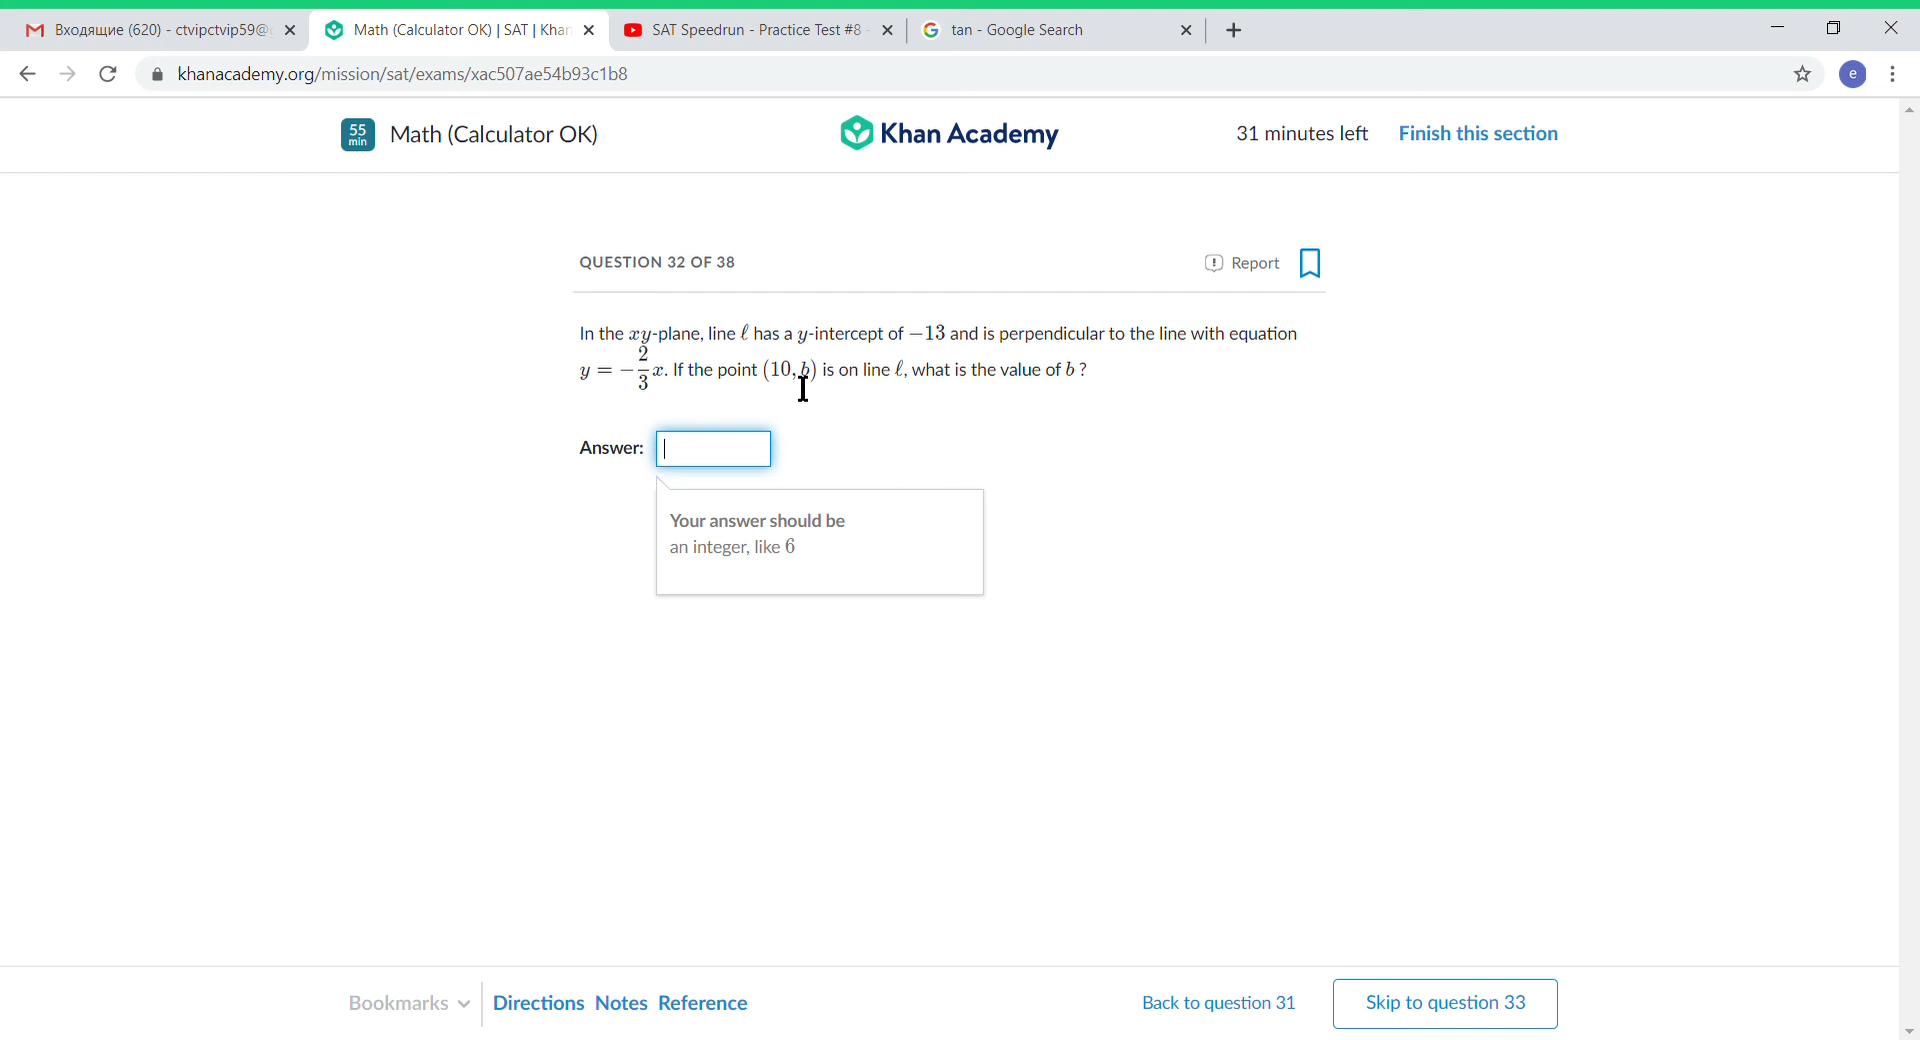 Входящие (620) - ctvipctvip59@
Math (Calculator OK) | SAT | Khan
SAT Speedrun - Practice Test #8
tan - Google Search
khanacademy.org/mission/sat/exams/xac507ae54b93c1b8
e
55 min
Math (Calculator OK)
Khan Academy
31 minutes left
Finish this section
QUESTION 32 OF 38
Report
In the xy-plane, line ℓ has a y-intercept of −13 and is perpendicular to the line with equation
y = −2/3 x. If the point (10, b) is on line ℓ, what is the value of b ?
Answer:
Your answer should be
an integer, like 6
Bookmarks
Directions
Notes
Reference
Back to question 31
Skip to question 33